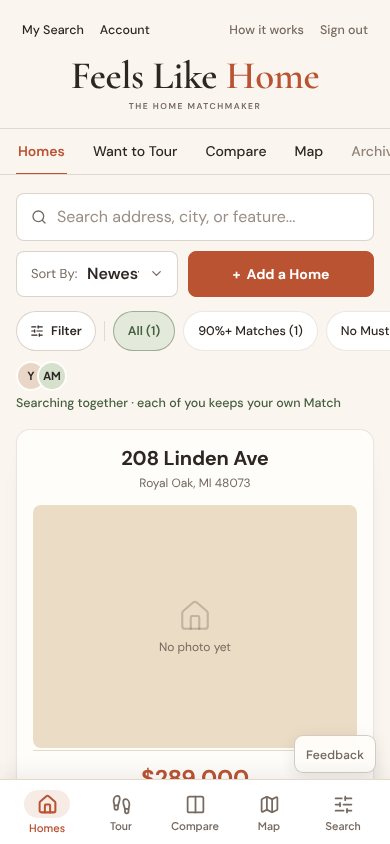 My Search Account How it works Sign out
Feels Like Home
THE HOME MATCHMAKER
Homes Want to Tour Compare Map Archiv
Search address, city, or feature...
Sort By: Newes + Add a Home
Filter All (1) 90%+ Matches (1) No Must
Y AM
Searching together · each of you keeps your own Match
208 Linden Ave
Royal Oak, MI 48073
No photo yet
Feedback
$289,000
Homes Tour Compare Map Search